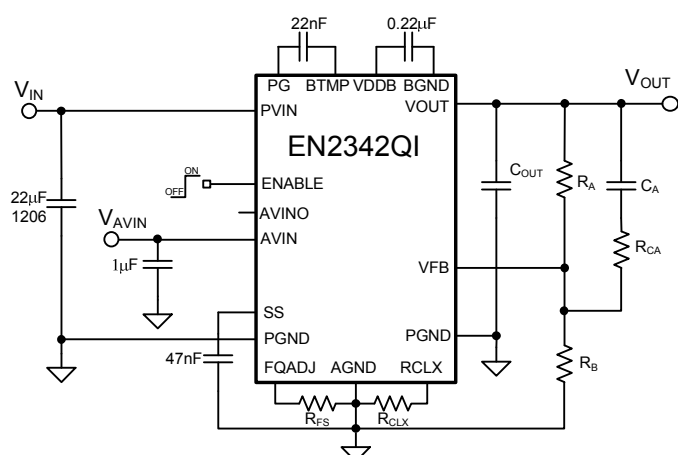 22nF
0.22µF
PG
BTMP
VDDB
BGND
VIN
PVIN
VOUT
VOUT
EN2342QI
ON
OFF
ENABLE
COUT
RA
CA
22µF
1206
VAVIN
AVINO
AVIN
RCA
1µF
VFB
SS
PGND
PGND
47nF
FQADJ
AGND
RCLX
RB
RFS
RCLX